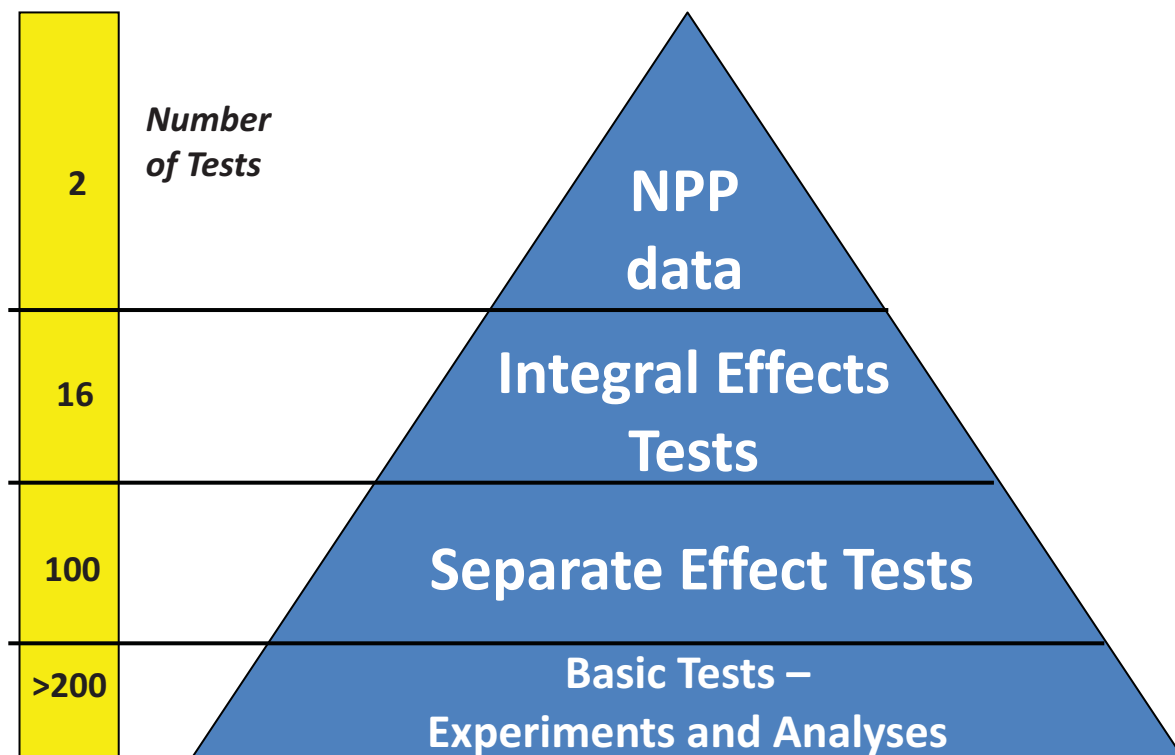 Number
of Tests
2
NPP
data
16
Integral Effects
Tests
100
Separate Effect Tests
>200
Basic Tests –
Experiments and Analyses